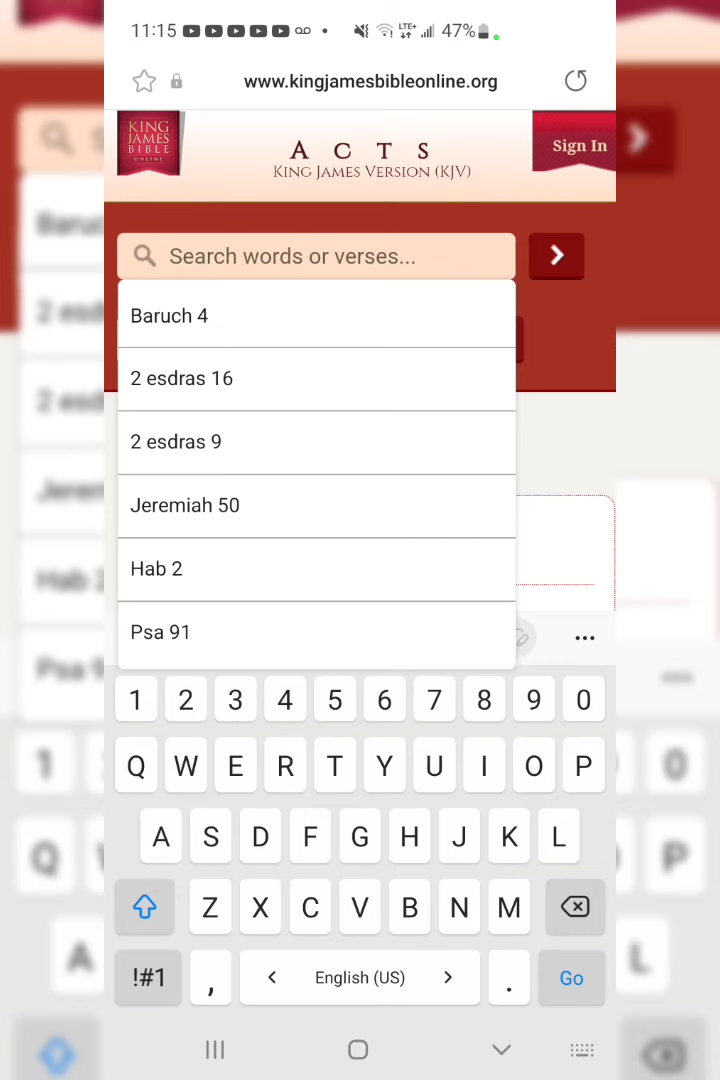 11:15 LTE+ 47%
www.kingjamesbibleonline.org
KING
JAMES
BIBLE
ONLINE
ACTS
KING JAMES VERSION (KJV)
Sign In
Search words or verses...
Baruch 4
2 esdras 16
2 esdras 9
Jeremiah 50
Hab 2
Psa 91
1 2 3 4 5 6 7 8 9 0
Q W E R T Y U I O P
A S D F G H J K L
Z X C V B N M
!#1 , < English (US) > . Go